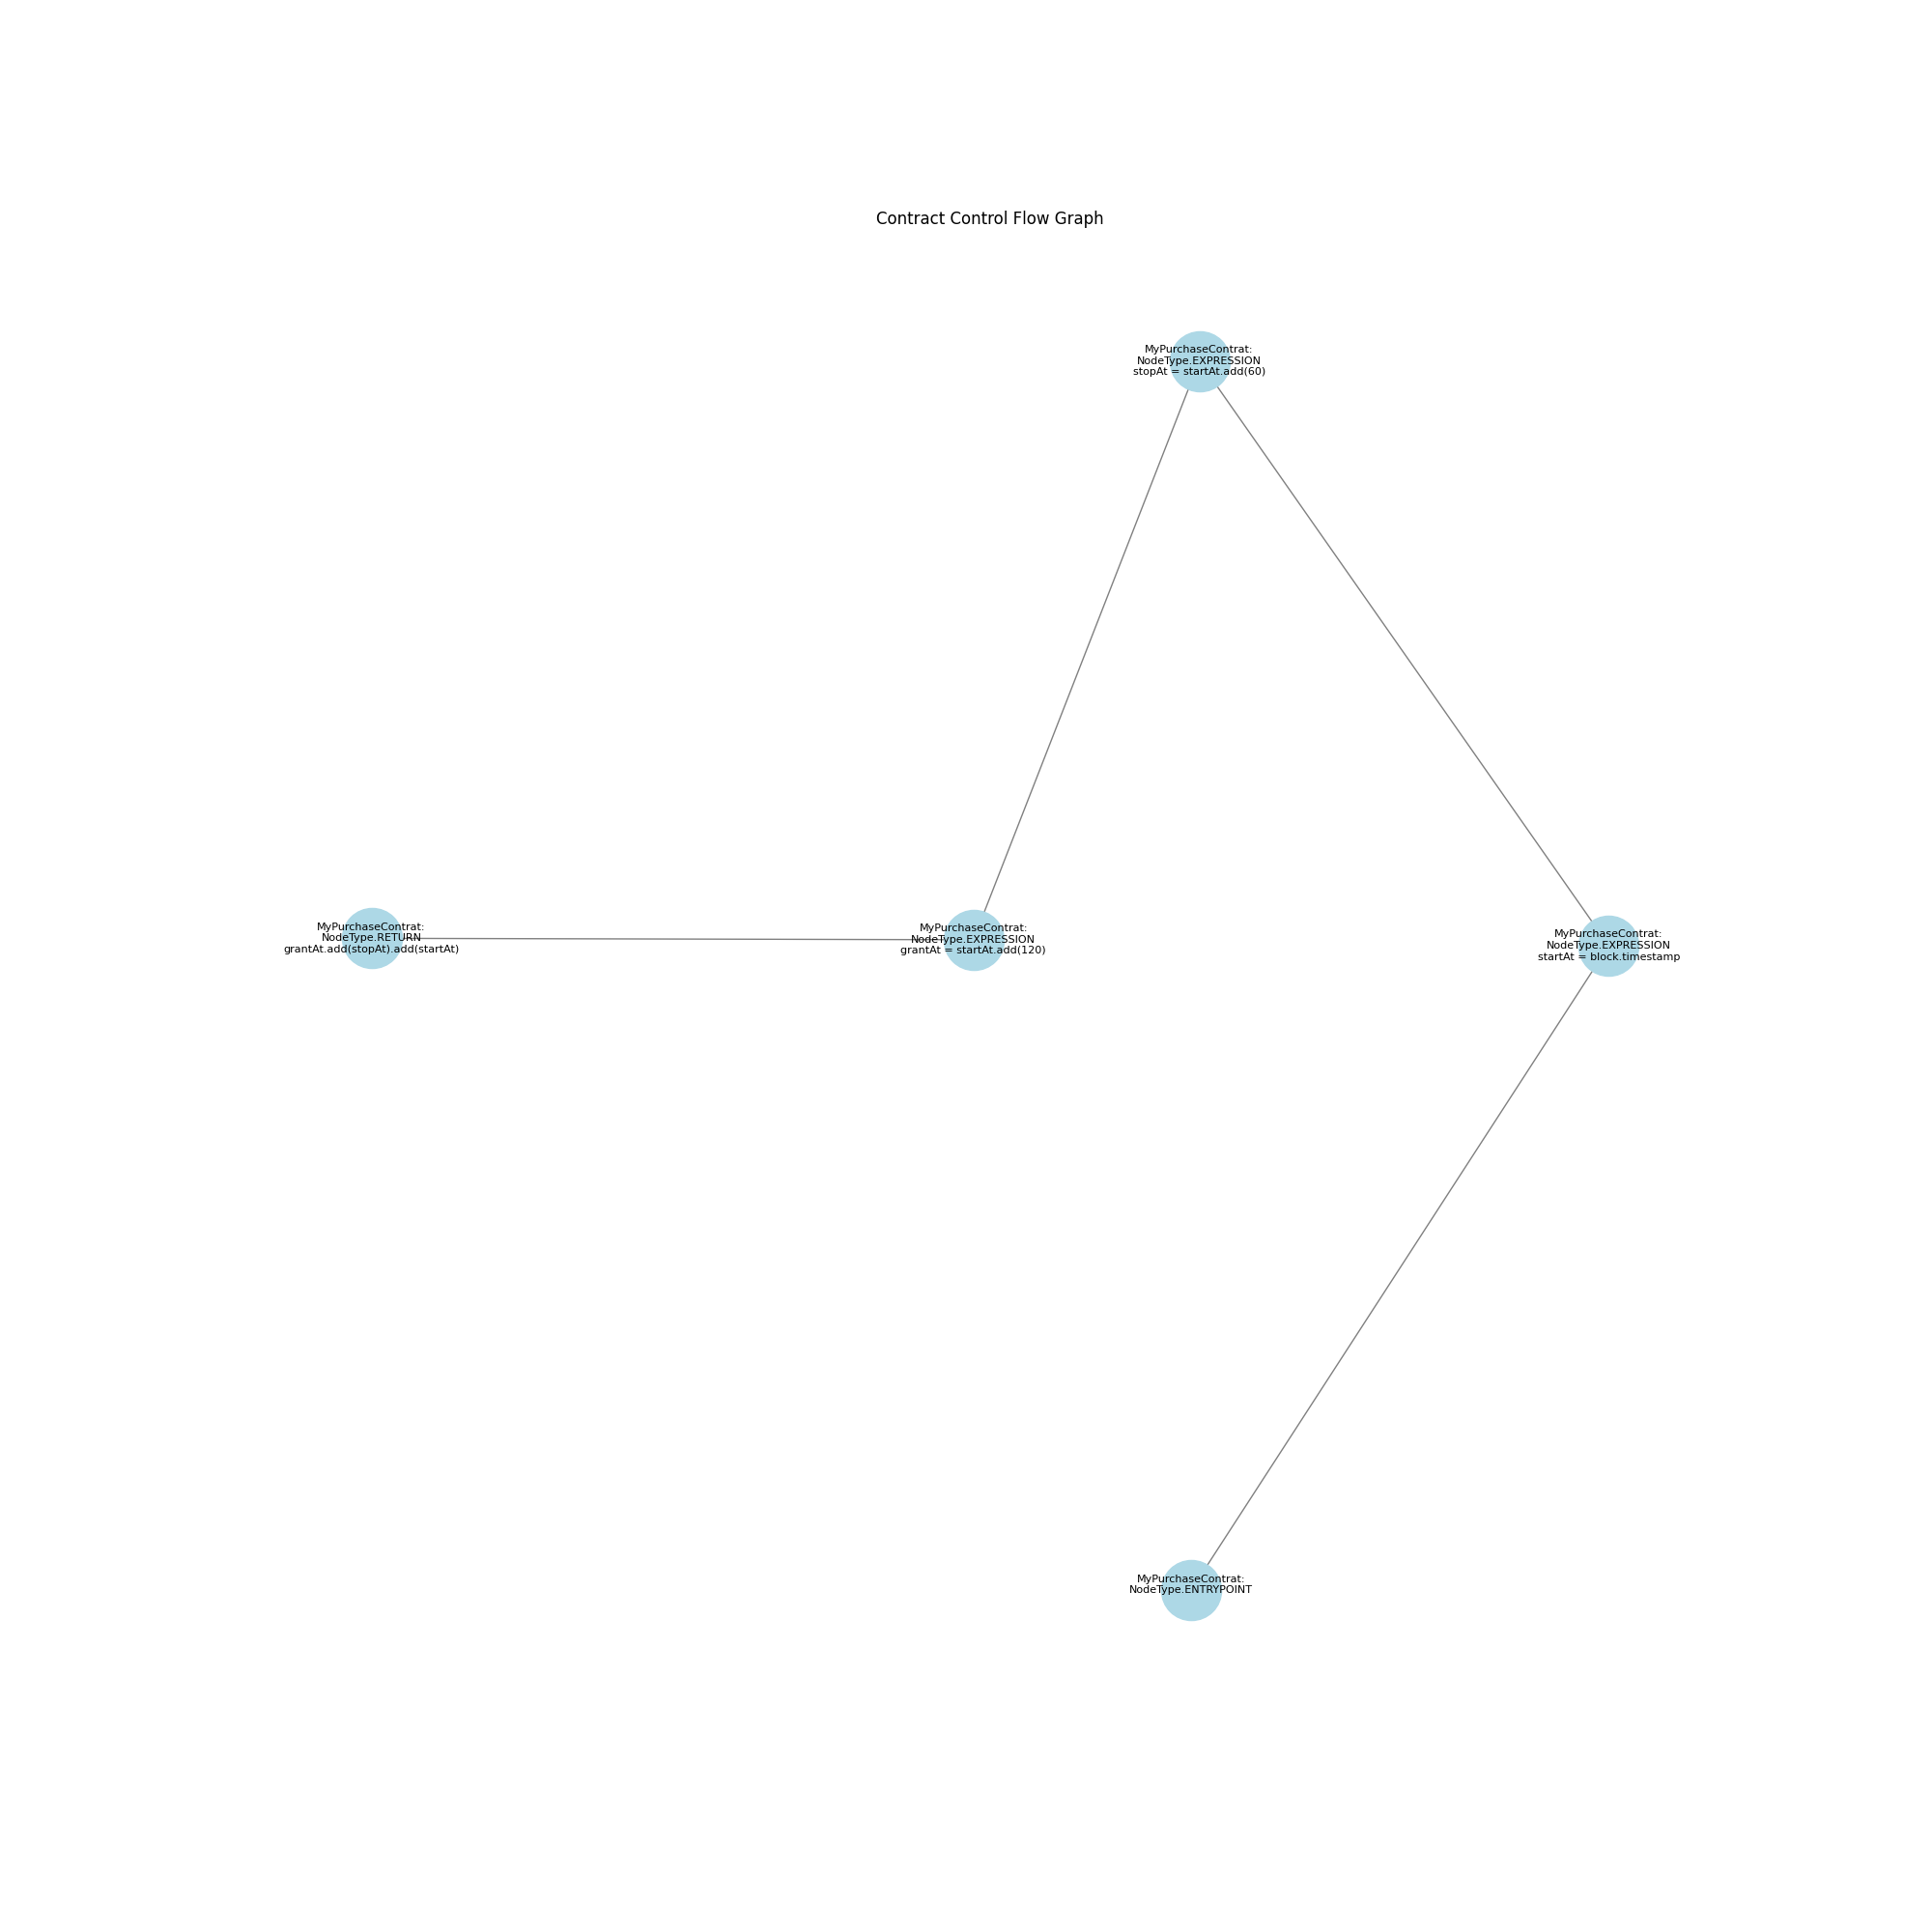 Contract Control Flow Graph
MyPurchaseContrat:
NodeType.EXPRESSION
stopAt = startAt.add(60)
MyPurchaseContrat:
NodeType.RETURN
grantAt.add(stopAt).add(startAt)
MyPurchaseContrat:
NodeType.EXPRESSION
grantAt = startAt.add(120)
MyPurchaseContrat:
NodeType.EXPRESSION
startAt = block.timestamp
MyPurchaseContrat:
NodeType.ENTRYPOINT